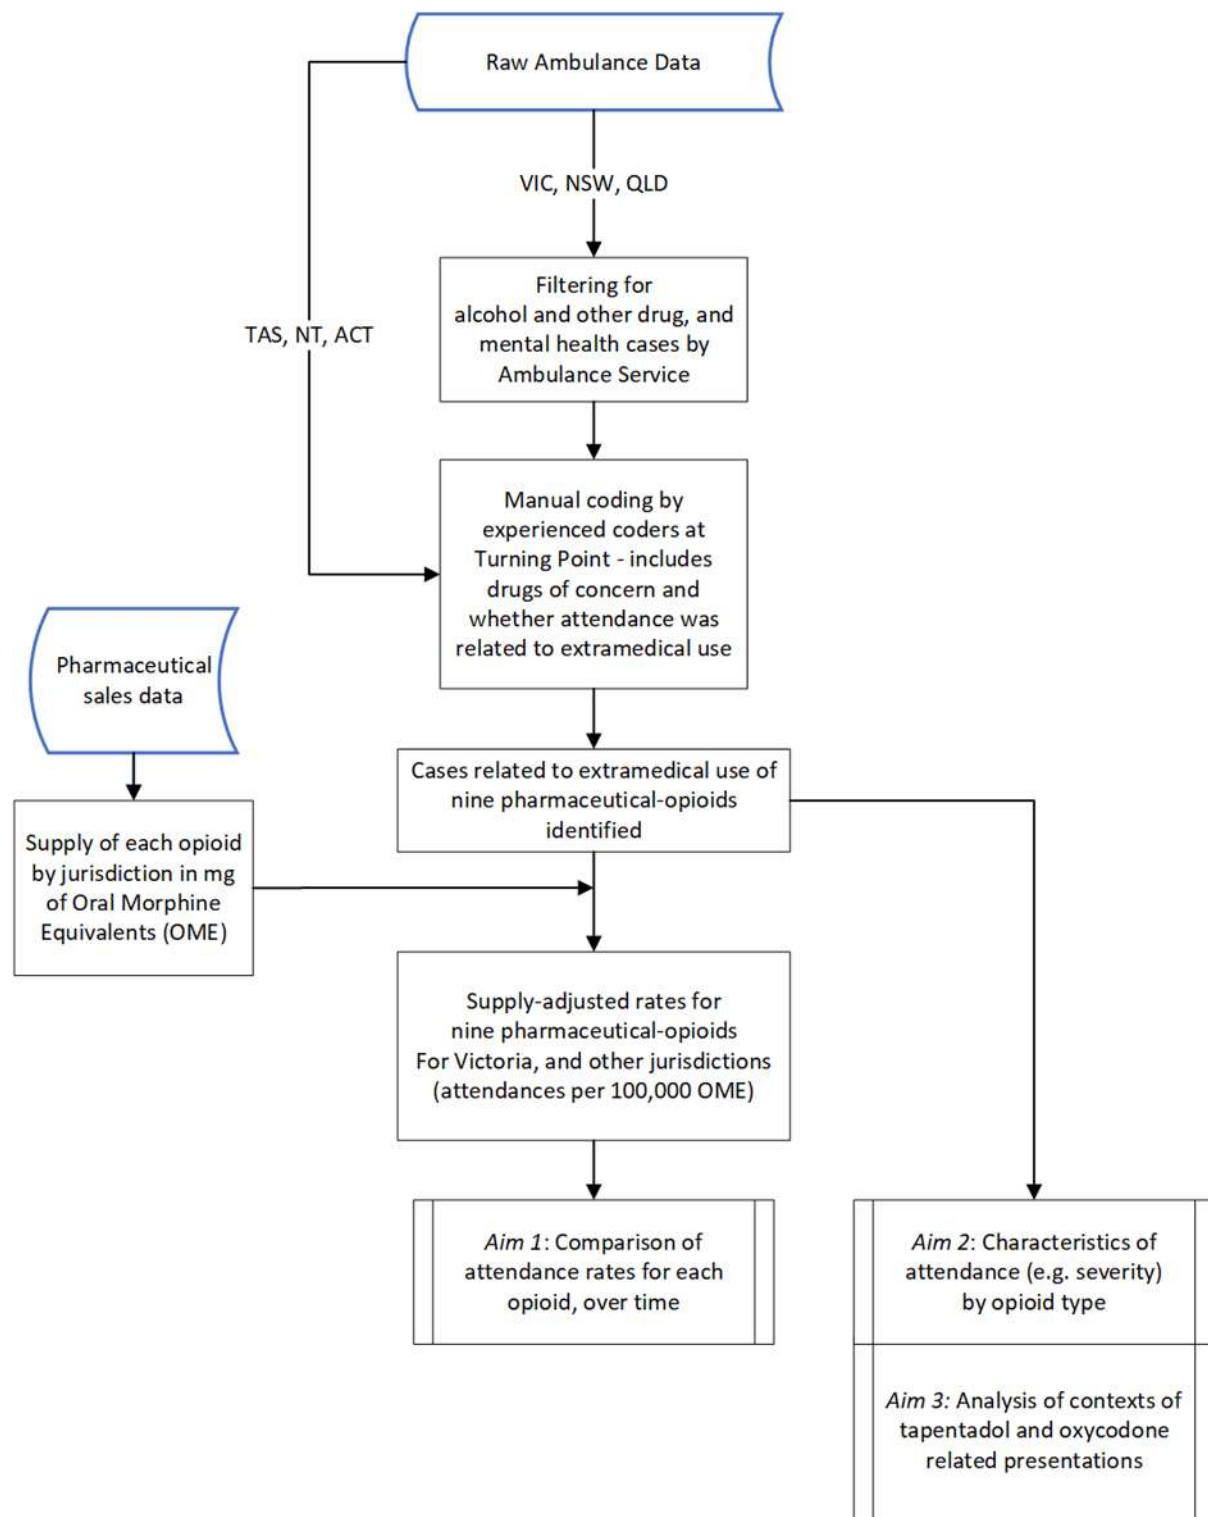 Raw Ambulance Data
VIC, NSW, QLD
Filtering for
alcohol and other drug, and
mental health cases by
Ambulance Service
TAS, NT, ACT
Manual coding by
experienced coders at
Turning Point - includes
drugs of concern and
whether attendance was
related to extramedical use
Pharmaceutical
sales data
Cases related to extramedical use of
nine pharmaceutical-opioids
identified
Supply of each opioid
by jurisdiction in mg
of Oral Morphine
Equivalents (OME)
Supply-adjusted rates for
nine pharmaceutical-opioids
For Victoria, and other jurisdictions
(attendances per 100,000 OME)
Aim 1: Comparison of
attendance rates for each
opioid, over time
Aim 2: Characteristics of
attendance (e.g. severity)
by opioid type
Aim 3: Analysis of contexts of
tapentadol and oxycodone
related presentations